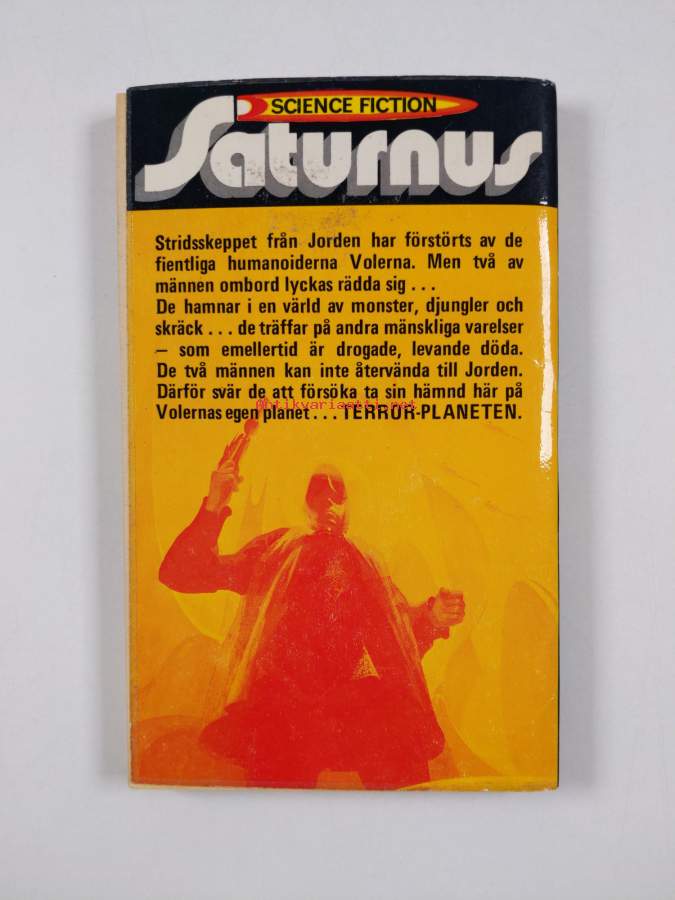 SCIENCE FICTION
Saturnus
Stridsskeppet från Jorden har förstörts av de
fientliga humanoiderna Volerna. Men två av
männen ombord lyckas rädda sig . . .
De hamnar i en värld av monster, djungler och
skräck . . . de träffar på andra mänskliga varelser
– som emellertid är drogade, levande döda.
De två männen kan inte återvända till Jorden.
Därför svär de att försöka ta sin hämnd här på
Volernas egen planet . . . TERROR-PLANETEN.
antikvariaatti.net